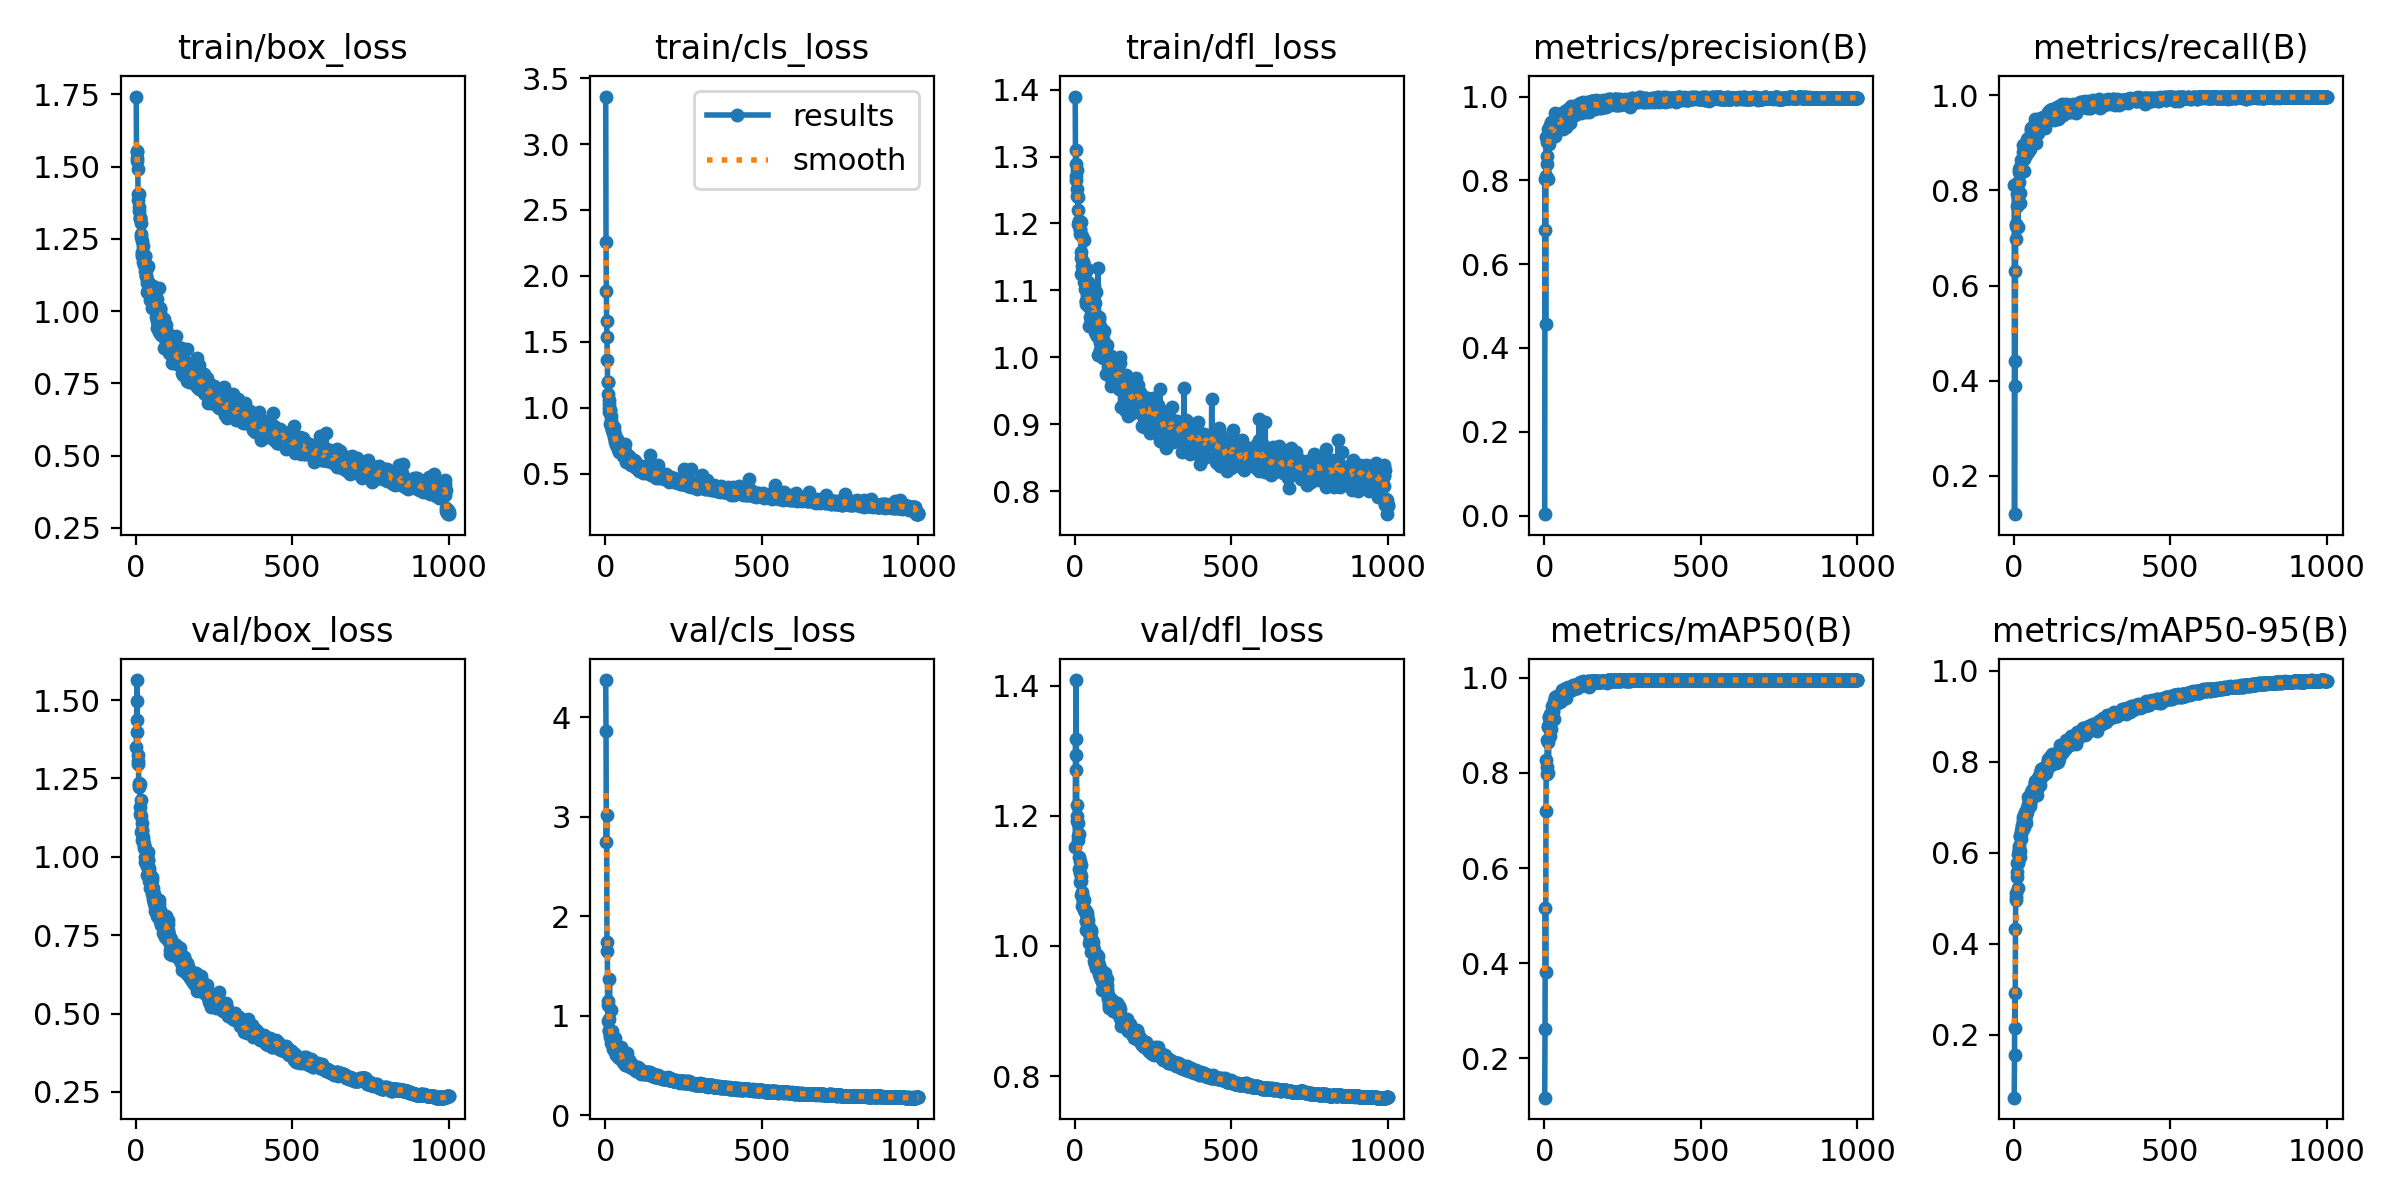 train/box_loss
1.75
1.50
1.25
1.00
0.75
0.50
0.25
0 500 1000
train/cls_loss
3.5
3.0
2.5
2.0
1.5
1.0
0.5
results
smooth
0 500 1000
train/dfl_loss
1.4
1.3
1.2
1.1
1.0
0.9
0.8
0 500 1000
metrics/precision(B)
1.0
0.8
0.6
0.4
0.2
0.0
0 500 1000
metrics/recall(B)
1.0
0.8
0.6
0.4
0.2
0 500 1000
val/box_loss
1.50
1.25
1.00
0.75
0.50
0.25
0 500 1000
val/cls_loss
4
3
2
1
0
0 500 1000
val/dfl_loss
1.4
1.2
1.0
0.8
0 500 1000
metrics/mAP50(B)
1.0
0.8
0.6
0.4
0.2
0 500 1000
metrics/mAP50-95(B)
1.0
0.8
0.6
0.4
0.2
0 500 1000